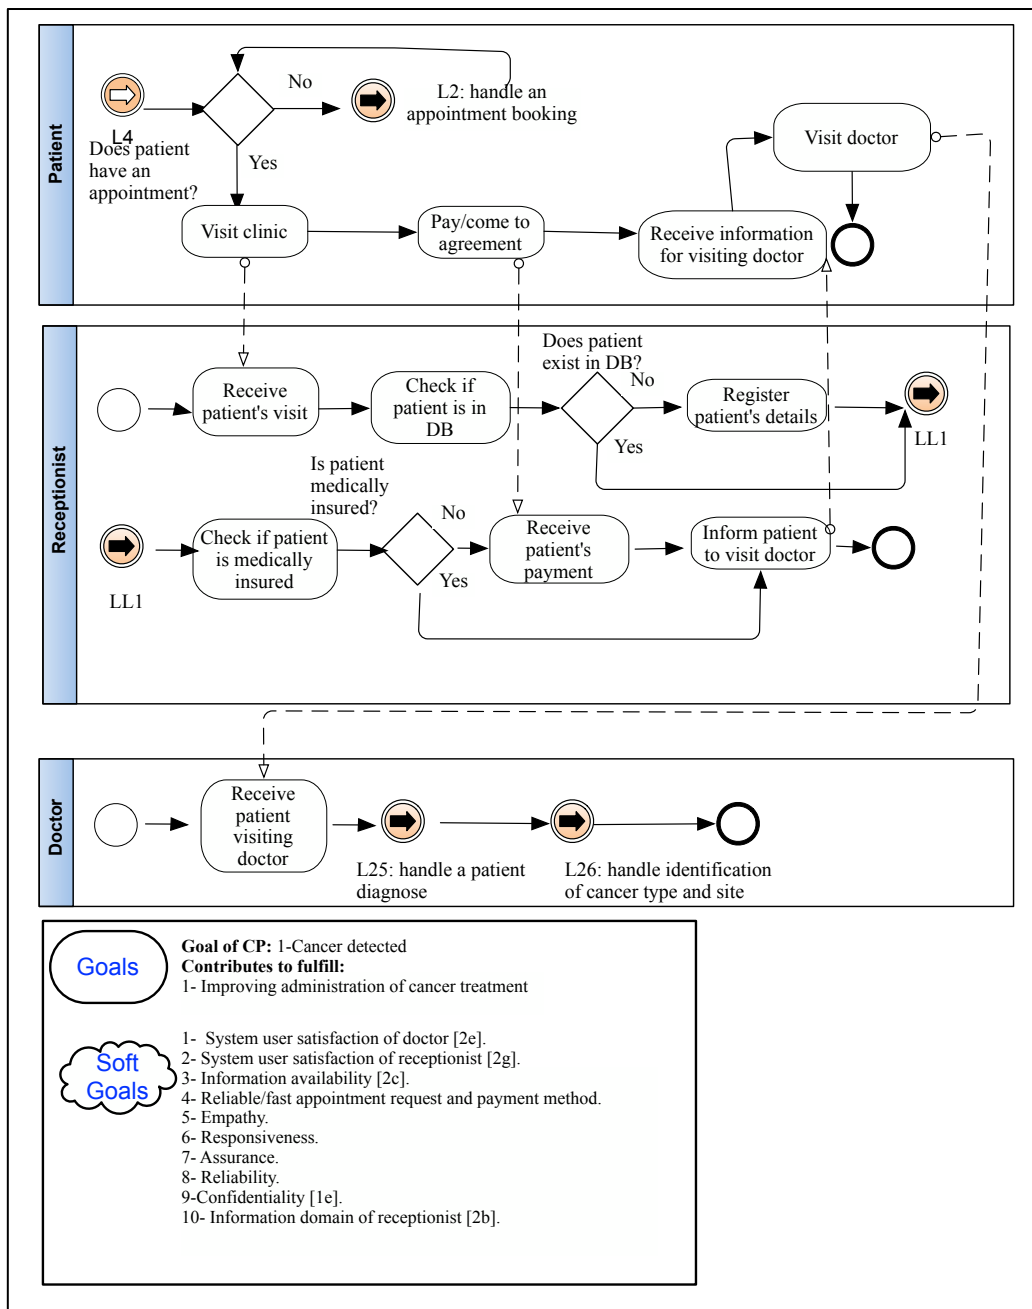 Patient
L4
Does patient
have an
appointment?
No
Yes
L2: handle an
appointment booking
Visit clinic
Pay/come to
agreement
Receive information
for visiting doctor
Visit doctor
Receptionist
Receive
patient's visit
Check if
patient is in
DB
Does patient
exist in DB?
No
Yes
Register
patient's details
LL1
LL1
Check if patient
is medically
insured
Is patient
medically
insured?
No
Yes
Receive
patient's
payment
Inform patient
to visit doctor
Doctor
Receive
patient
visiting
doctor
L25: handle a patient
diagnose
L26: handle identification
of cancer type and site
Goals
Goal of CP: 1-Cancer detected
Contributes to fulfill:
1- Improving administration of cancer treatment
Soft
Goals
1-  System user satisfaction of doctor [2e].
2- System user satisfaction of receptionist [2g].
3- Information availability [2c].
4- Reliable/fast appointment request and payment method.
5- Empathy.
6- Responsiveness.
7- Assurance.
8- Reliability.
9-Confidentiality [1e].
10- Information domain of receptionist [2b].